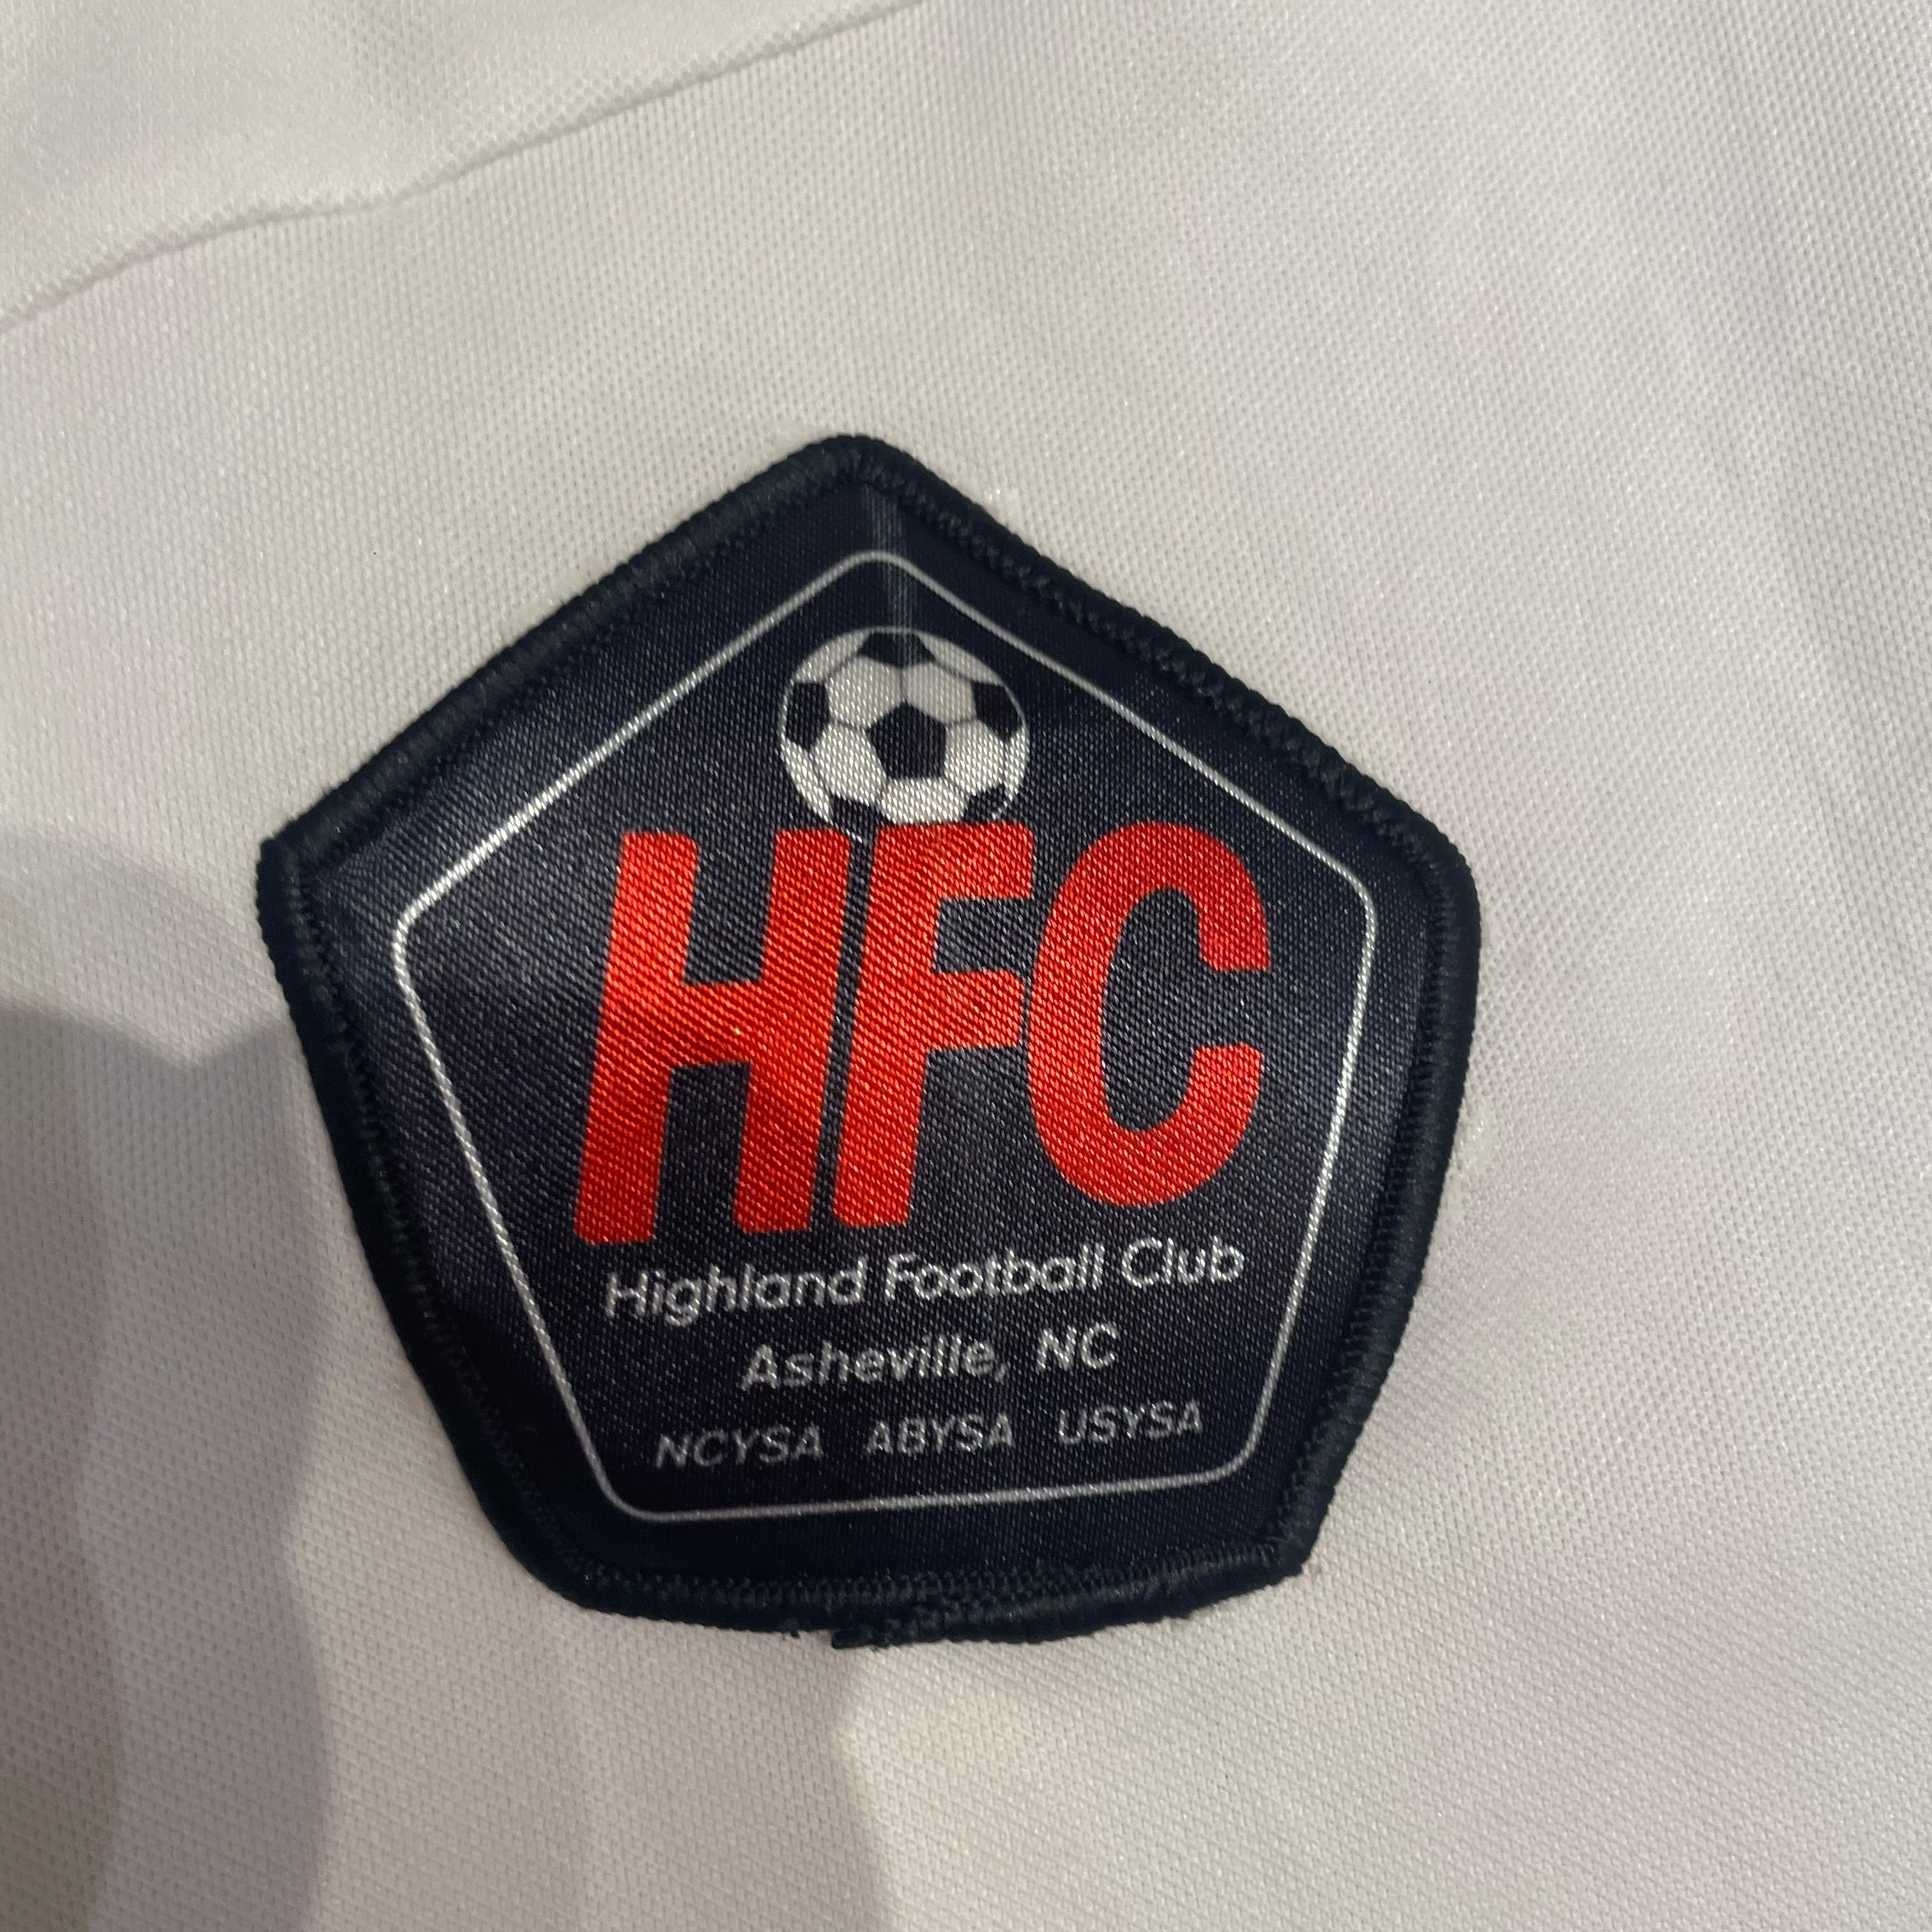 HFC
Highland Football Club
Asheville, NC
NCYSA ABYSA USYSA